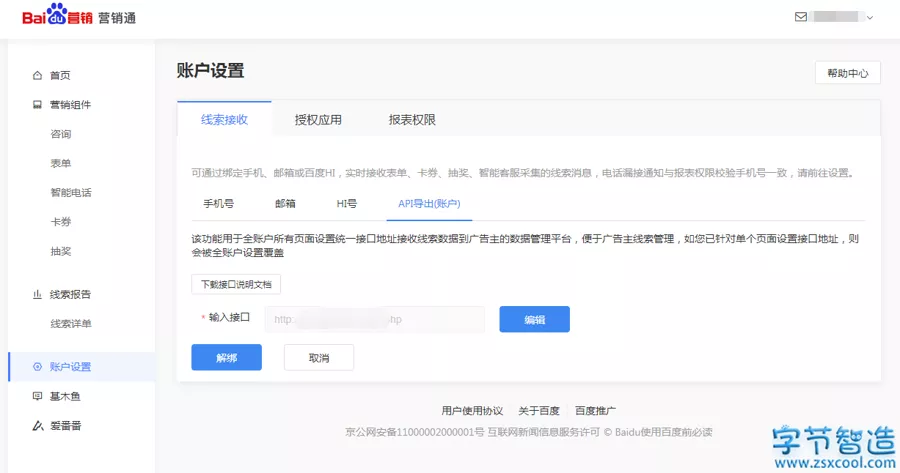 Baidu营销 营销通
首页
营销组件
咨询
表单
智能电话
卡券
抽奖
线索报告
线索详单
账户设置
基木鱼
爱番番
账户设置
帮助中心
线索接收 授权应用 报表权限
可通过绑定手机、邮箱或百度HI，实时接收表单、卡券、抽奖、智能客服采集的线索消息，电话漏接通知与报表权限校验手机号一致，请前往设置。
手机号 邮箱 HI号 API导出(账户)
该功能用于全账户所有页面设置统一接口地址接收线索数据到广告主的数据管理平台，便于广告主线索管理，如您已针对单个页面设置接口地址，则
会被全账户设置覆盖
下载接口说明文档
* 输入接口 http: hp 编辑
解绑 取消
用户使用协议 关于百度 百度推广
京公网安备11000002000001号 互联网新闻信息服务许可 © Baidu使用百度前必读
字节智造
www.zsxcool.com